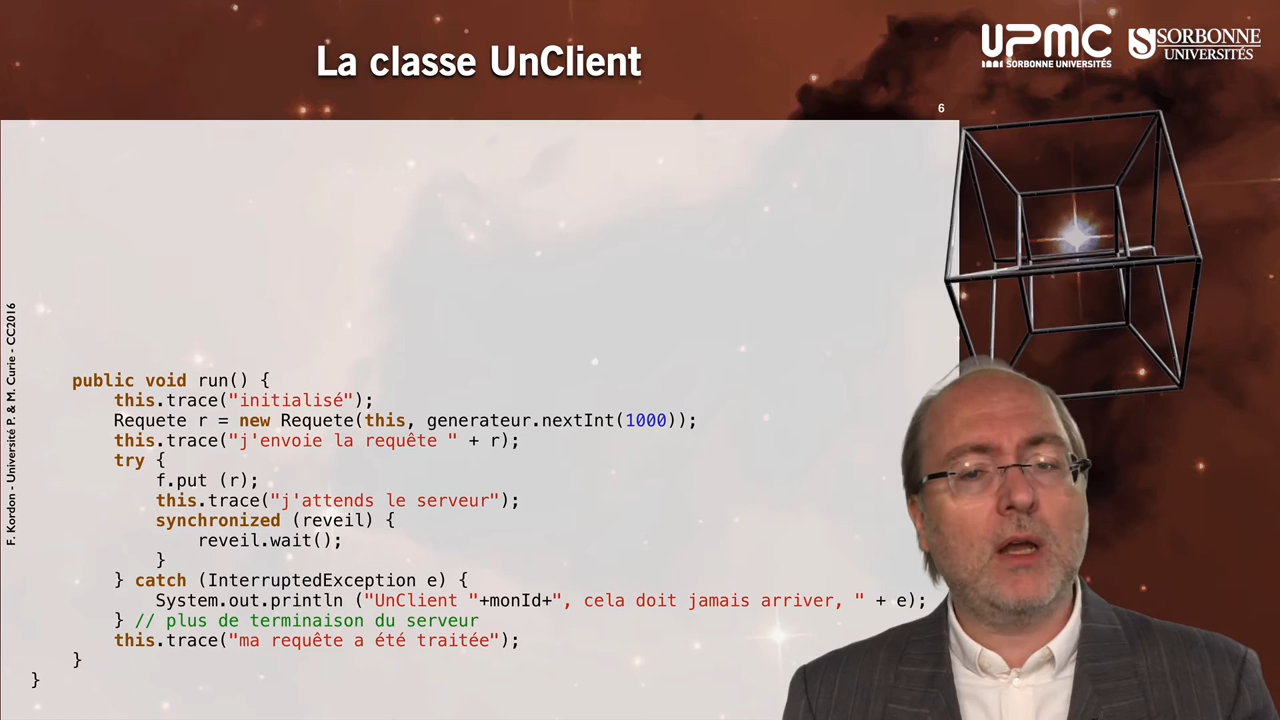 La classe UnClient
UPMC
SORBONNE UNIVERSITÉS
SORBONNE
UNIVERSITÉS
6
F. Kordon - Université P. & M. Curie - CC2016
public void run() {
this.trace("initialisé");
Requete r = new Requete(this, generateur.nextInt(1000));
this.trace("j'envoie la requête " + r);
try {
f.put (r);
this.trace("j'attends le serveur");
synchronized (reveil) {
reveil.wait();
}
} catch (InterruptedException e) {
System.out.println ("UnClient "+monId+", cela doit jamais arriver, " + e);
} // plus de terminaison du serveur
this.trace("ma requête a été traitée");
}
}